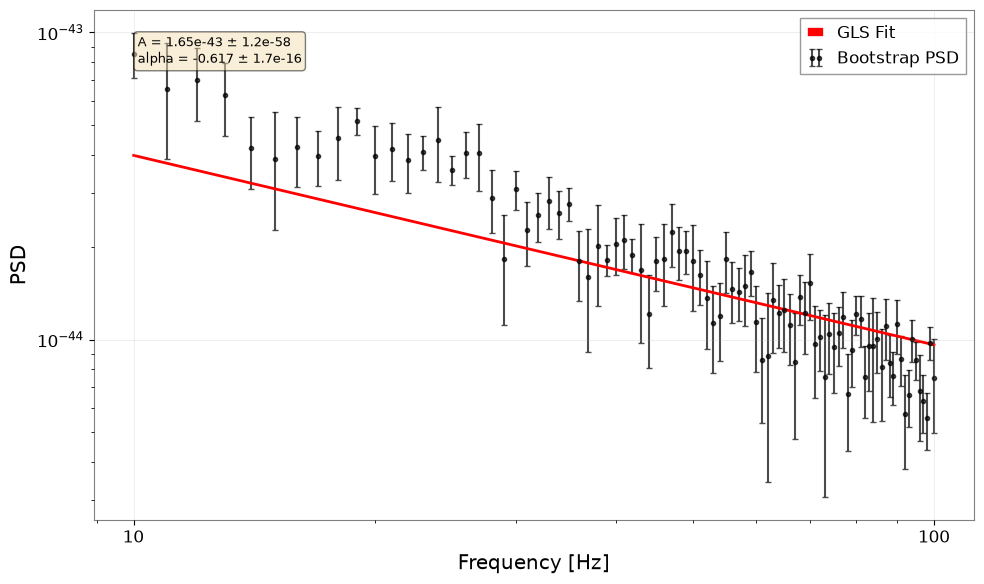 10⁻⁴³
A = 1.65e-43 ± 1.2e-58
alpha = -0.617 ± 1.7e-16
GLS Fit
Bootstrap PSD
PSD
10⁻⁴⁴
10
100
Frequency [Hz]